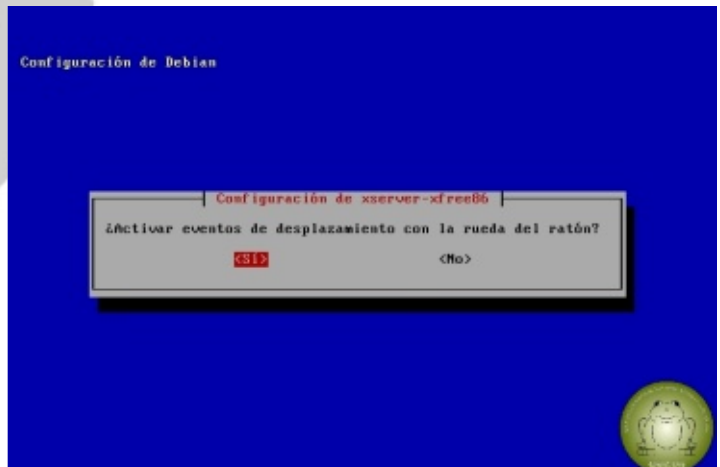 Configuración de Debian
Configuración de xserver-xfree86
¿Activar eventos de desplazamiento con la rueda del ratón?
<Sí> <No>